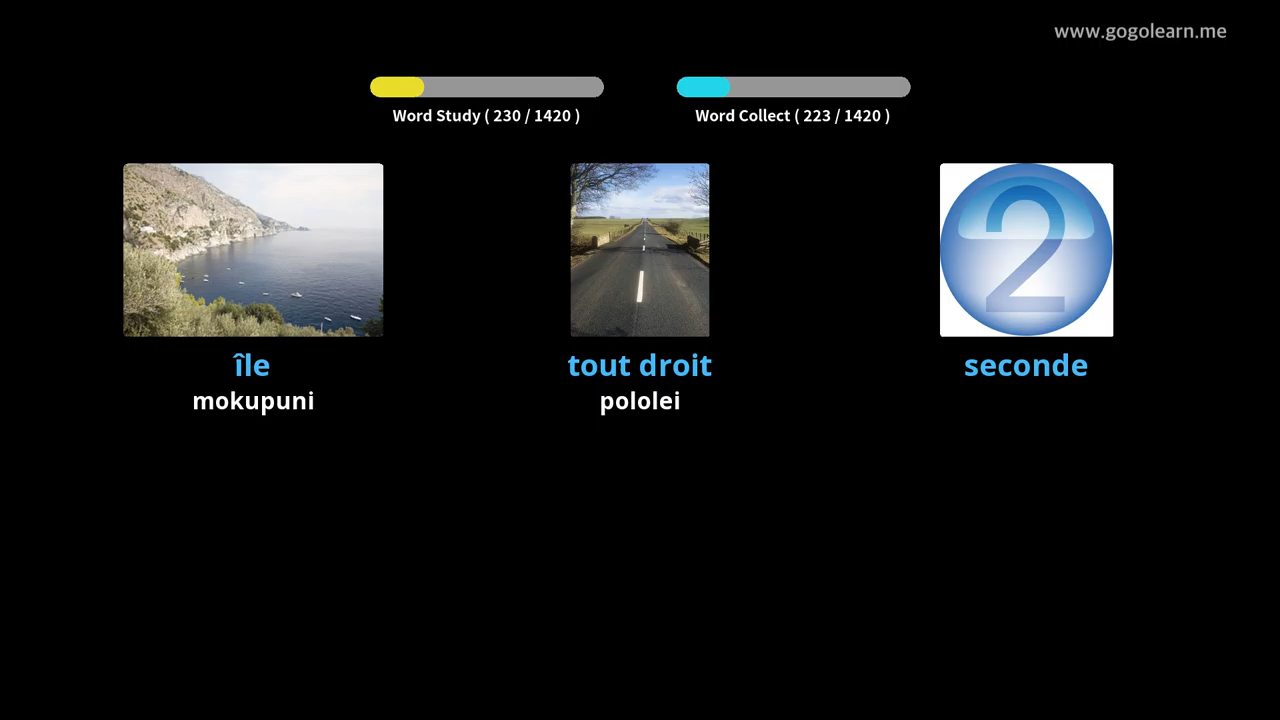 www.gogolearn.me
Word Study ( 230 / 1420 )
Word Collect ( 223 / 1420 )
2
île
tout droit
seconde
mokupuni
pololei